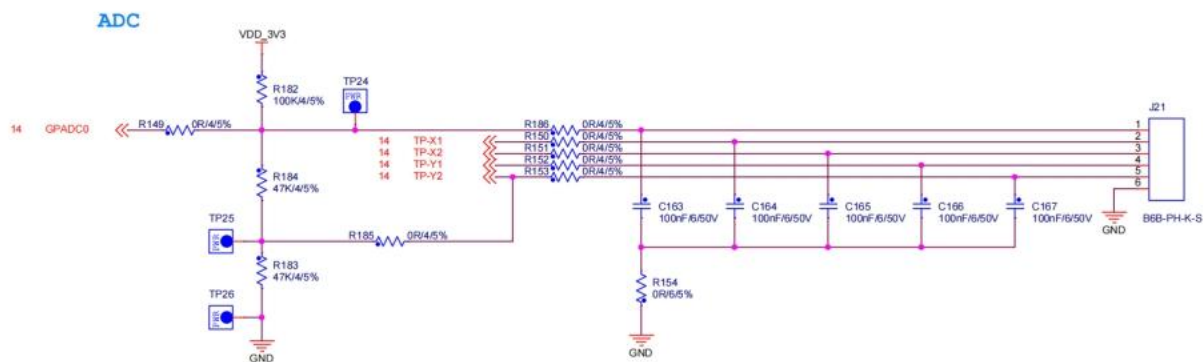 ADC
VDD_3V3
R182
100K/4/5%
TP24
PWR
J21
14 GPADC0
R149 0R/4/5%
R186 0R/4/5% 1
14 TP-X1 R150 0R/4/5% 2
14 TP-X2 R151 0R/4/5% 3
14 TP-Y1 R152 0R/4/5% 4
14 TP-Y2 R153 0R/4/5% 5
6
R184
47K/4/5%
C163
100nF/6/50V
C164
100nF/6/50V
C165
100nF/6/50V
C166
100nF/6/50V
C167
100nF/6/50V
GND
B6B-PH-K-S
TP25
PWR
R185 0R/4/5%
R183
47K/4/5%
R154
0R/6/5%
TP26
PWR
GND
GND